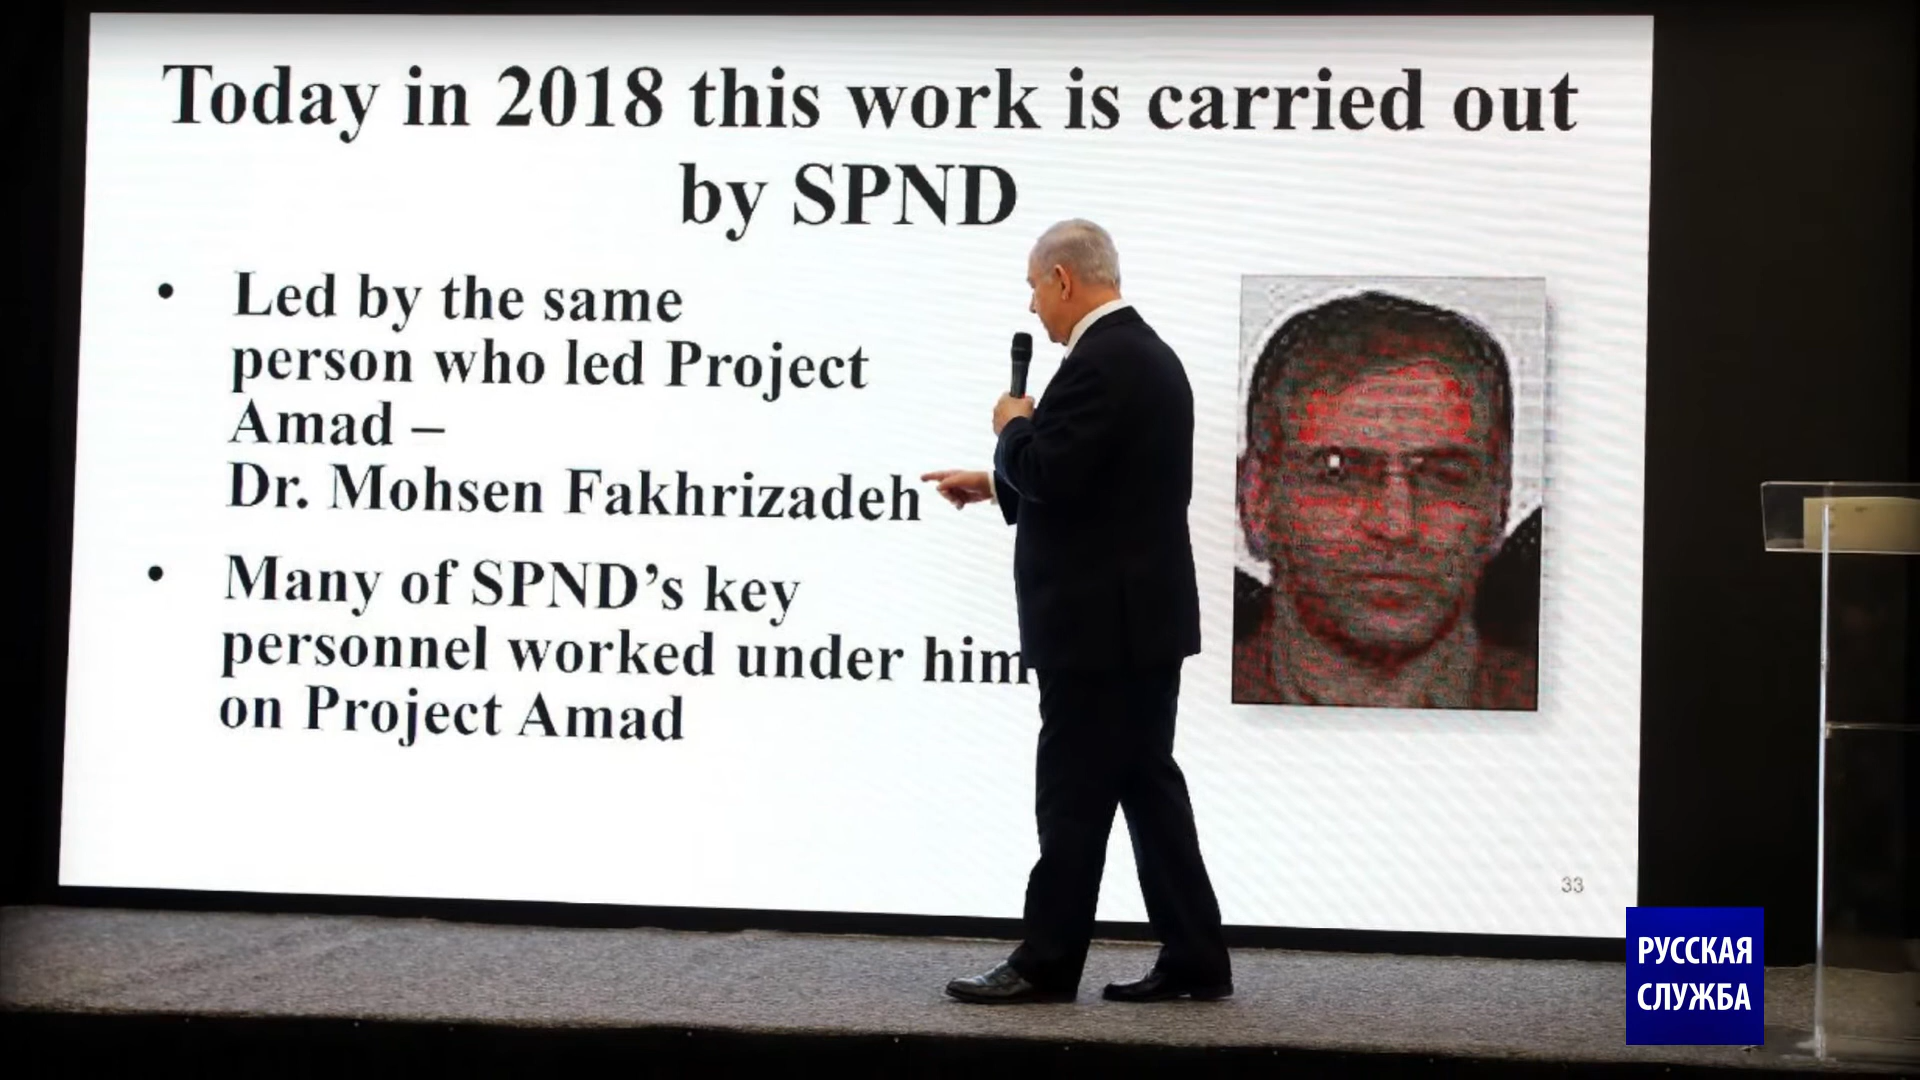 Today in 2018 this work is carried out
by SPND
• Led by the same
person who led Project
Amad –
Dr. Mohsen Fakhrizadeh
• Many of SPND’s key
personnel worked under him
on Project Amad
33
РУССКАЯ
СЛУЖБА